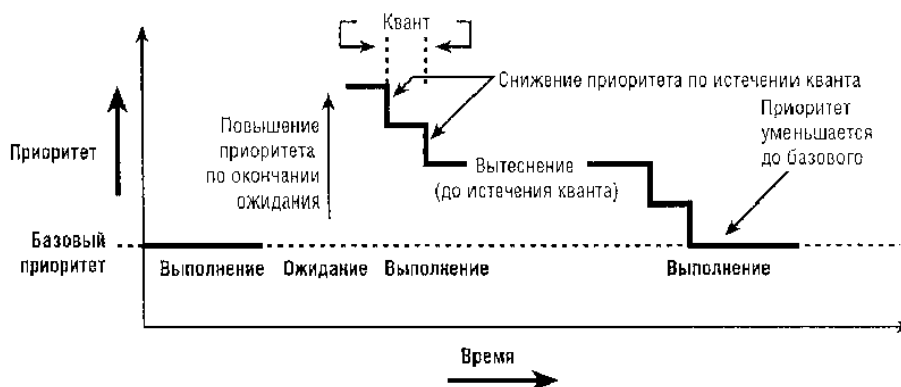 Квант
Снижение приоритета по истечении кванта
Приоритет
уменьшается
до базового
Повышение
приоритета
по окончании
ожидания
Приоритет
Вытеснение
(до истечения кванта)
Базовый
приоритет
Выполнение Ожидание Выполнение Выполнение
Время